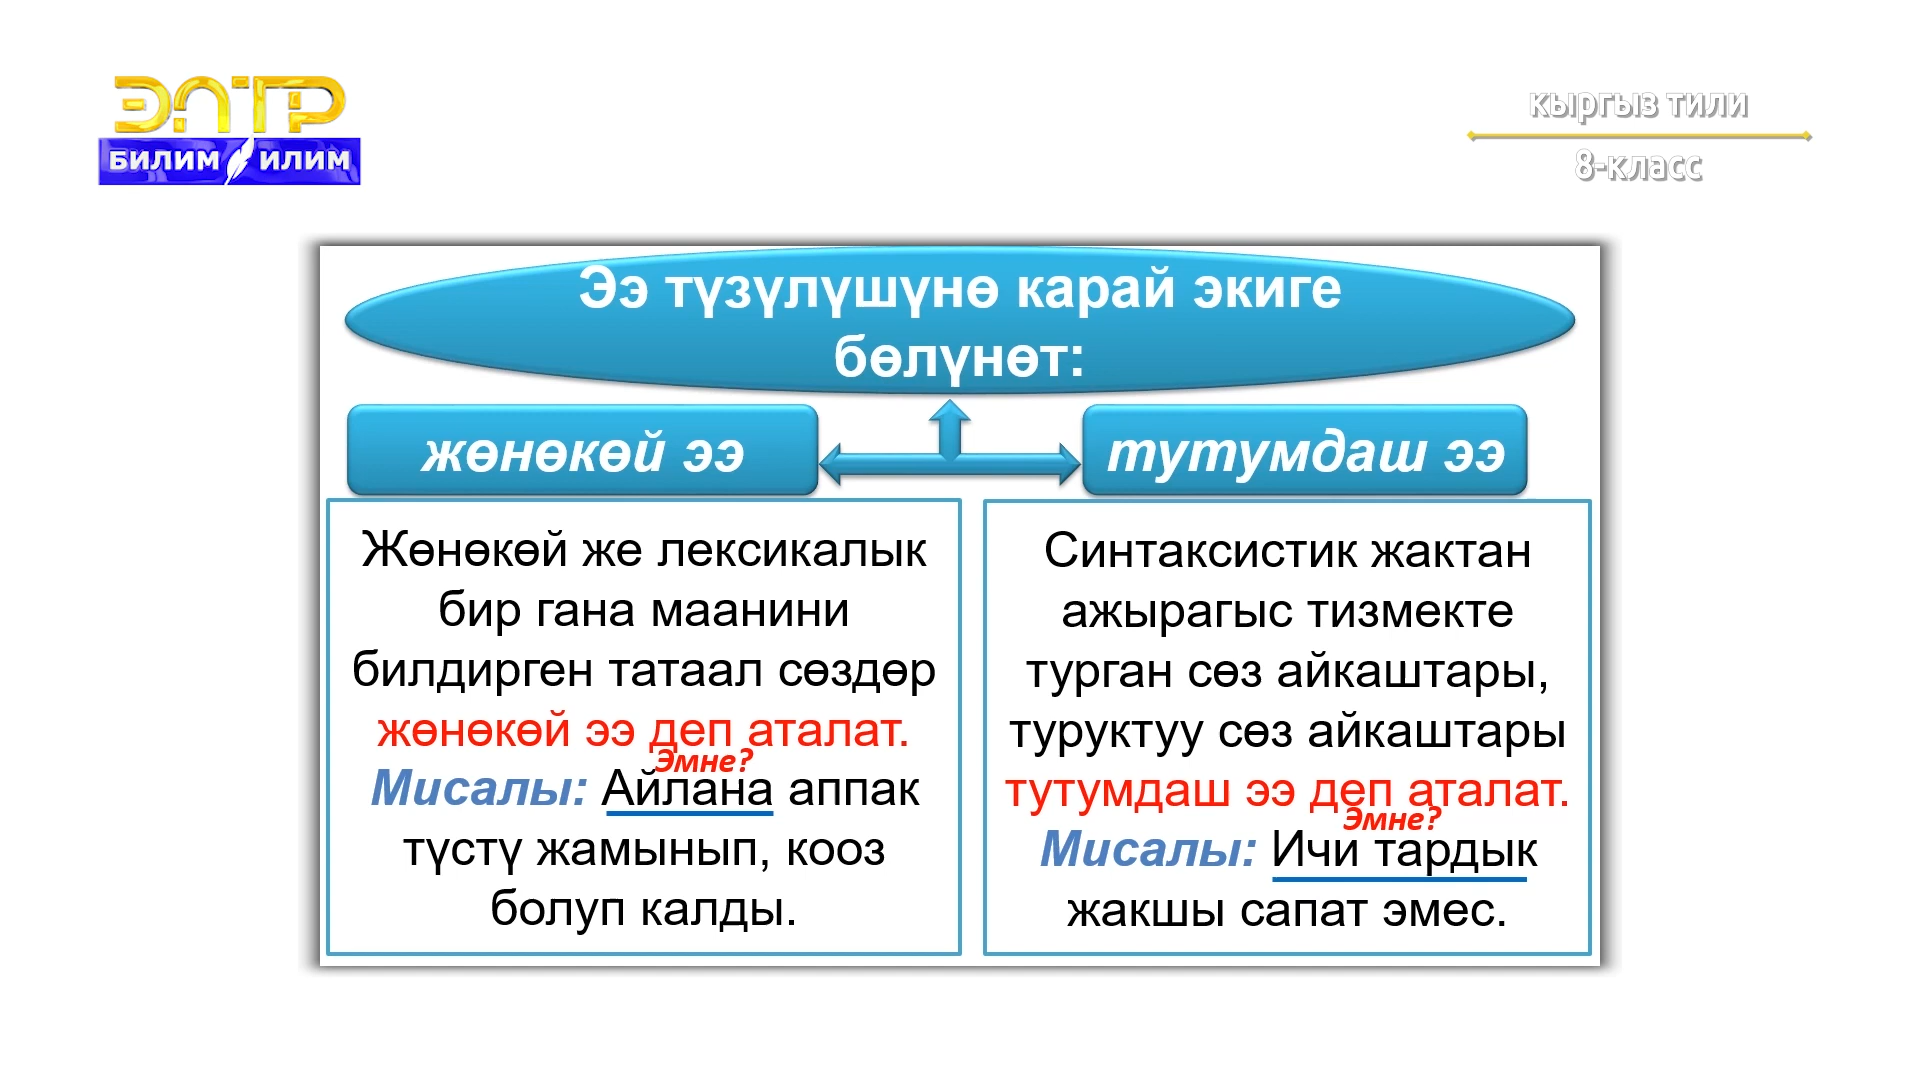 ЭЛТР
БИЛИМ ИЛИМ
кыргыз тили
8-класс
Ээ түзүлүшүнө карай экиге
бөлүнөт:
жөнөкөй ээ
тутумдаш ээ
Жөнөкөй же лексикалык
бир гана маанини
билдирген татаал сөздөр
жөнөкөй ээ деп аталат.
Эмне?
Мисалы: Айлана аппак
түстү жамынып, кооз
болуп калды.
Синтаксистик жактан
ажырагыс тизмекте
турган сөз айкаштары,
туруктуу сөз айкаштары
тутумдаш ээ деп аталат.
Эмне?
Мисалы: Ичи тардык
жакшы сапат эмес.